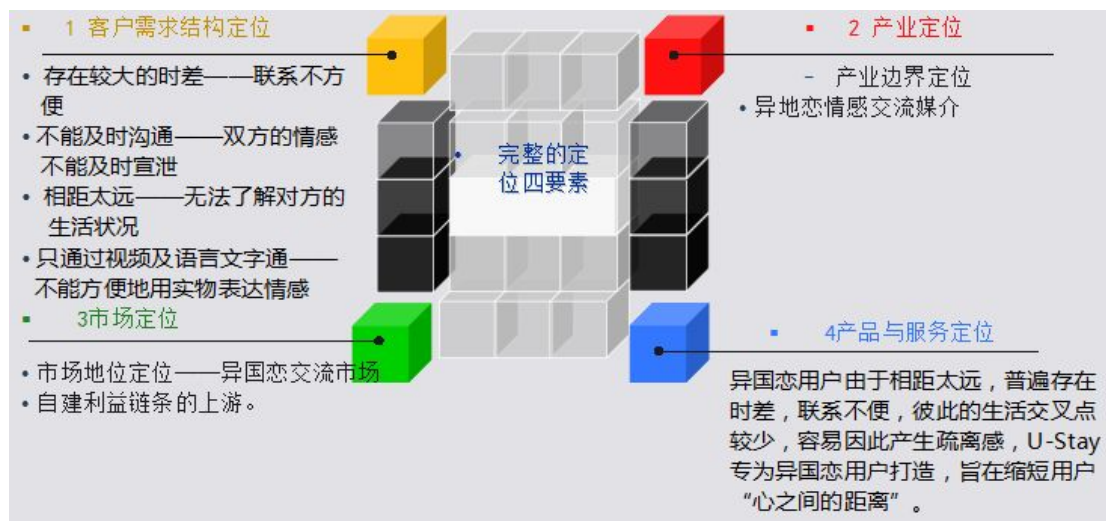 1 客户需求结构定位
存在较大的时差——联系不方
便
不能及时沟通——双方的情感
不能及时宣泄
相距太远——无法了解对方的
生活状况
只通过视频及语言文字通——
不能方便地用实物表达情感
完整的定
位四要素
2 产业定位
– 产业边界定位
异地恋情感交流媒介
3市场定位
市场地位定位——异国恋交流市场
自建利益链条的上游。
4产品与服务定位
异国恋用户由于相距太远，普遍存在
时差，联系不便，彼此的生活交叉点
较少，容易因此产生疏离感，U-Stay
专为异国恋用户打造，旨在缩短用户
“心之间的距离”。